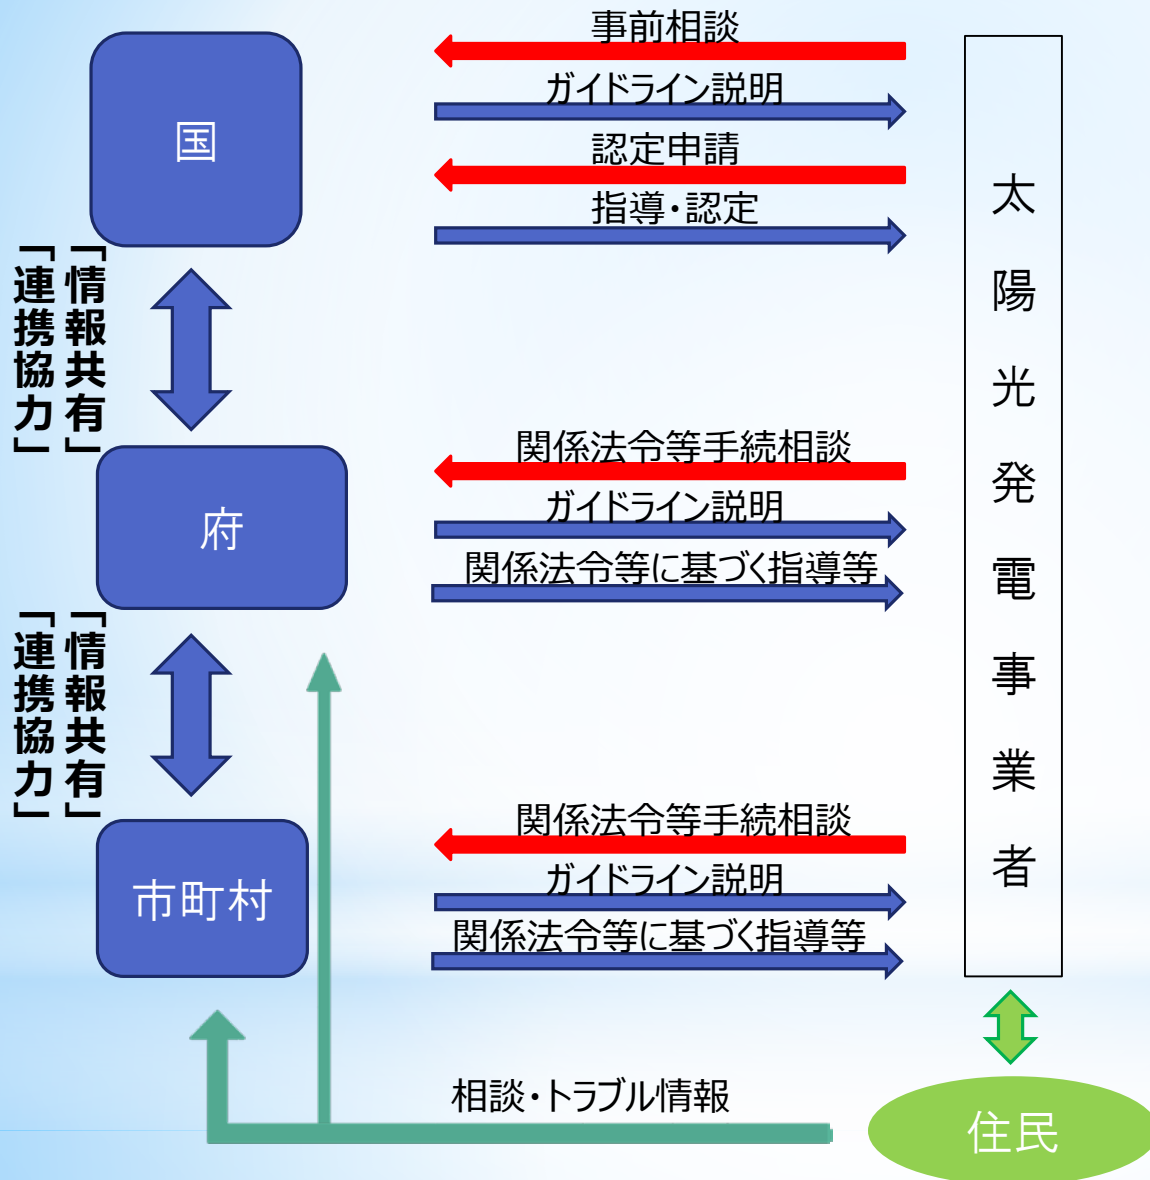 事前相談
ガイドライン説明
認定申請
指導・認定
国
「情報共有」
「連携協力」
関係法令等手続相談
ガイドライン説明
関係法令等に基づく指導等
府
「情報共有」
「連携協力」
関係法令等手続相談
ガイドライン説明
関係法令等に基づく指導等
市町村
太陽光発電事業者
相談・トラブル情報
住民